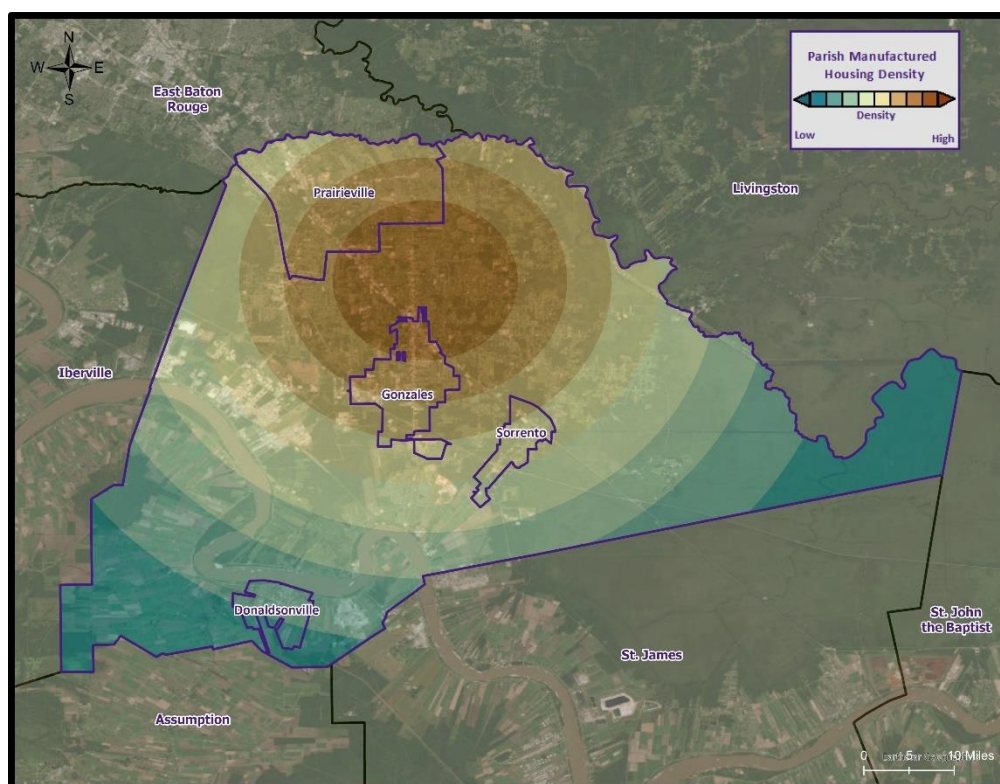 N
W E
S
Parish Manufactured
Housing Density
Density
Low High
East Baton
Rouge
Prairieville
Livingston
Iberville
Gonzales
Sorrento
Donaldsonville
St. John
the Baptist
St. James
Assumption
0 5 10 Miles